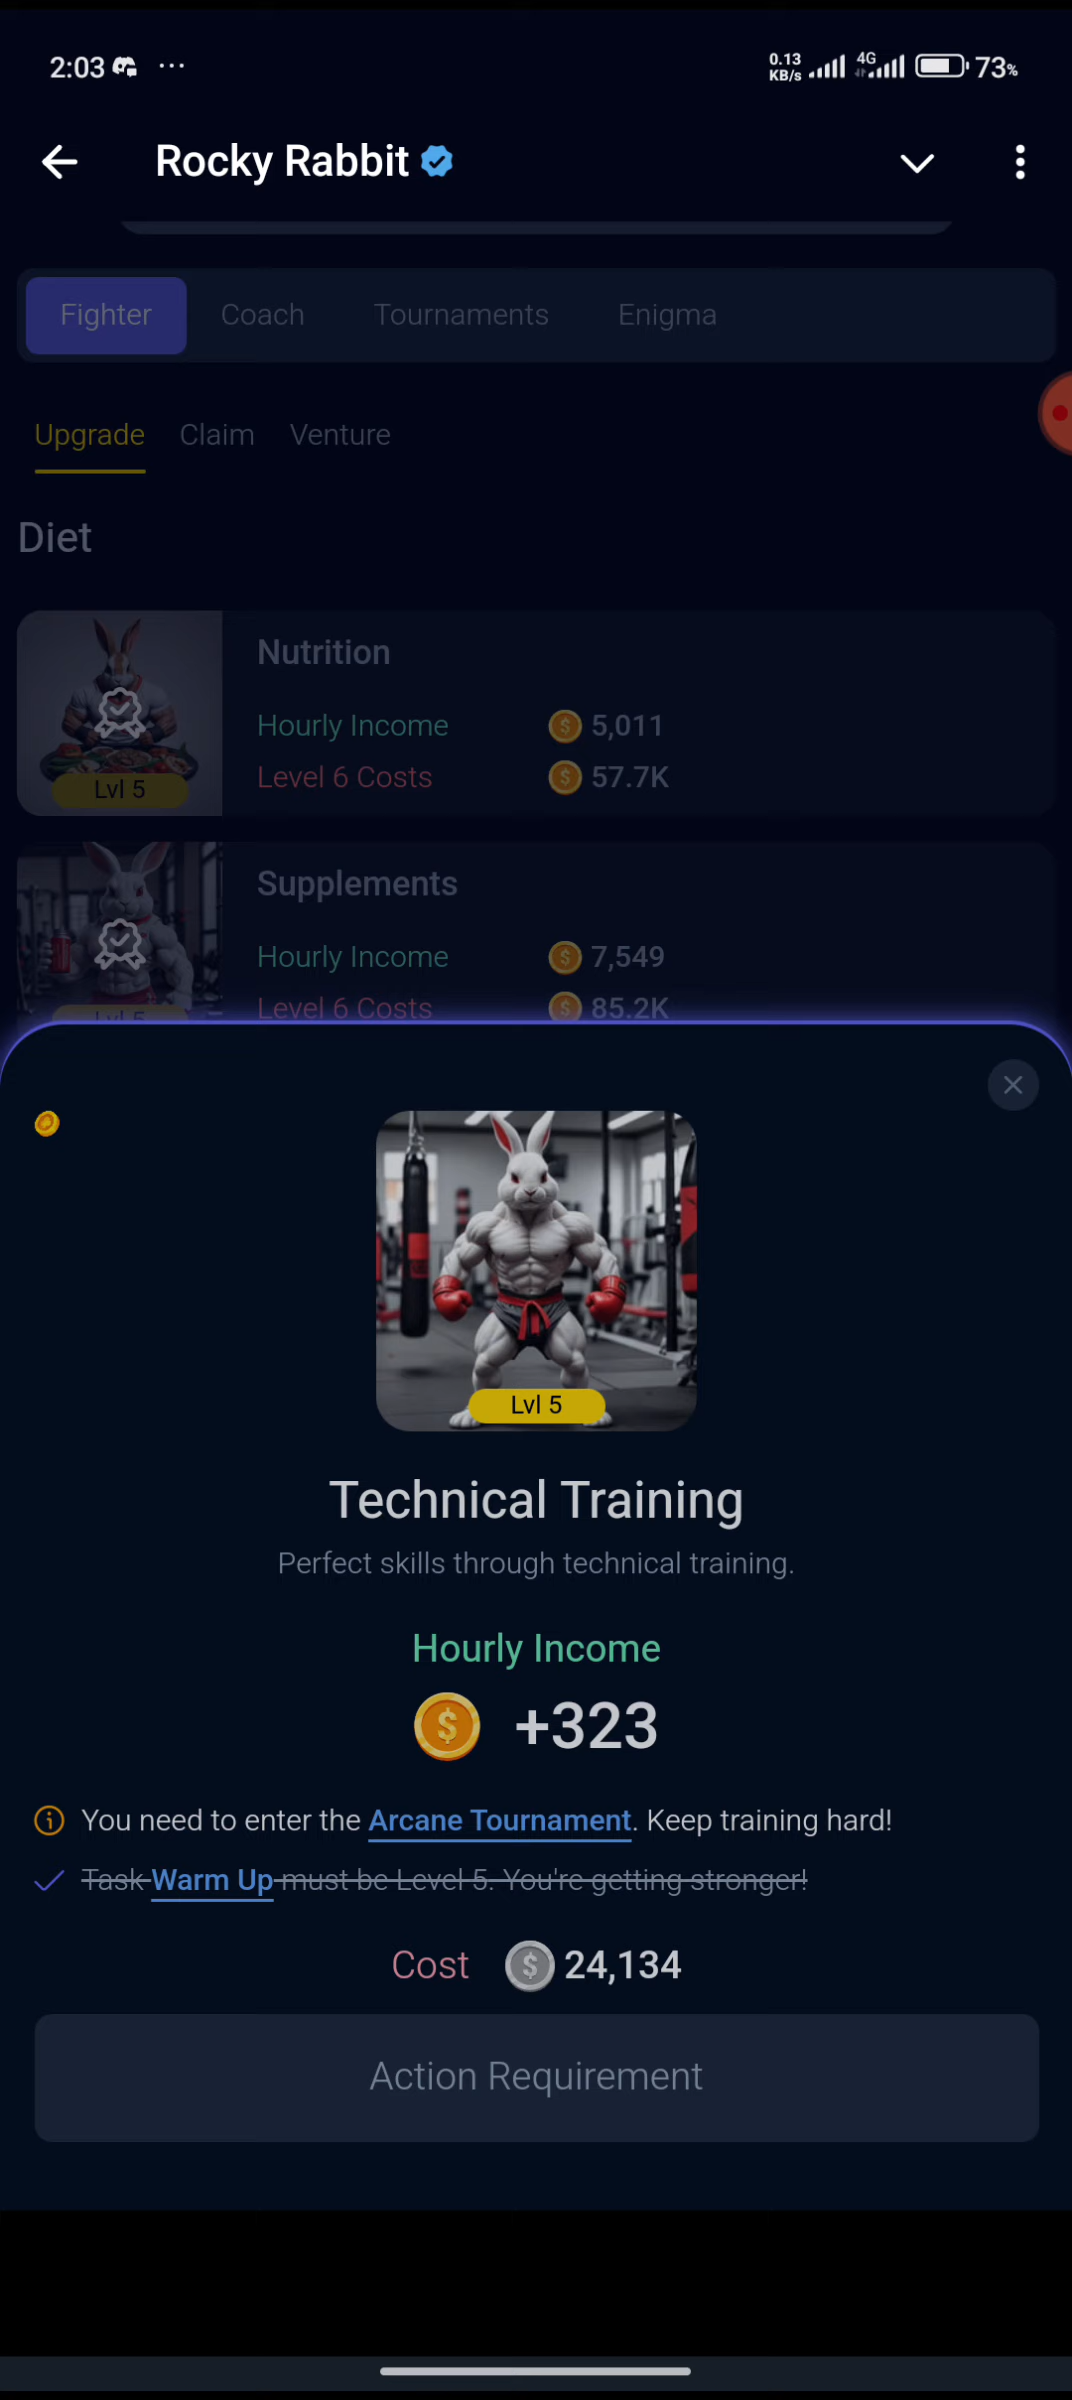 2:03 ... 0.13 KB/s 4G 73%
Rocky Rabbit
Fighter Coach Tournaments Enigma
Upgrade Claim Venture
Diet
Nutrition
Hourly Income 5,011
Level 6 Costs 57.7K
Lvl 5
Supplements
Hourly Income 7,549
Level 6 Costs 85.2K
Lvl 5
Lvl 5
Technical Training
Perfect skills through technical training.
Hourly Income
$ +323
You need to enter the Arcane Tournament. Keep training hard!
Task Warm Up must be Level 5. You're getting stronger!
Cost $ 24,134
Action Requirement